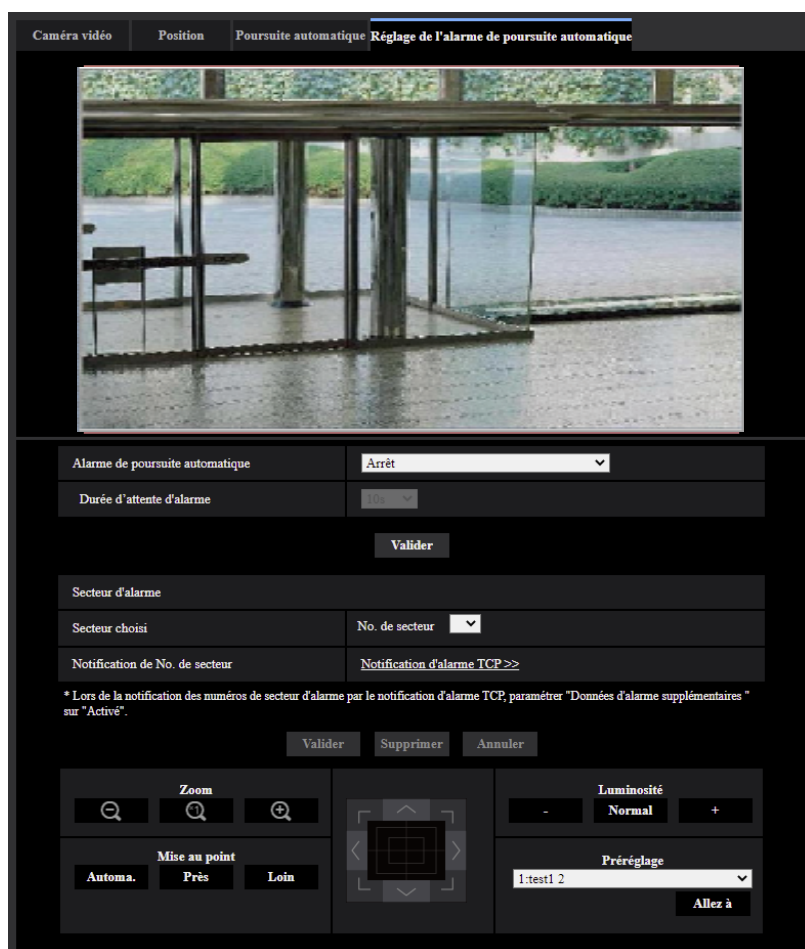 Caméra vidéo Position Poursuite automatique Réglage de l'alarme de poursuite automatique
Alarme de poursuite automatique Arrêt
Durée d'attente d'alarme 10s
Valider
Secteur d'alarme
Secteur choisi No. de secteur
Notification de No. de secteur Notification d'alarme TCP >>
* Lors de la notification des numéros de secteur d'alarme par le notification d'alarme TCP, paramétrer "Données d'alarme supplémentaires "
sur "Activé".
Valider Supprimer Annuler
Zoom
*1
Luminosité
- Normal +
Mise au point
Automa. Près Loin
Préréglage
1:test1 2
Allez à